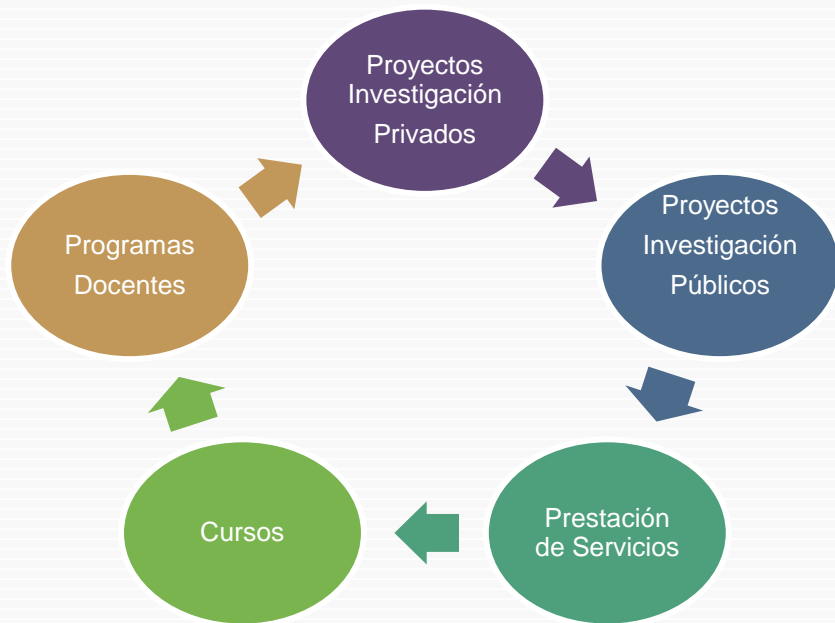 Proyectos
Investigación
Privados
Proyectos
Investigación
Públicos
Prestación
de Servicios
Cursos
Programas
Docentes